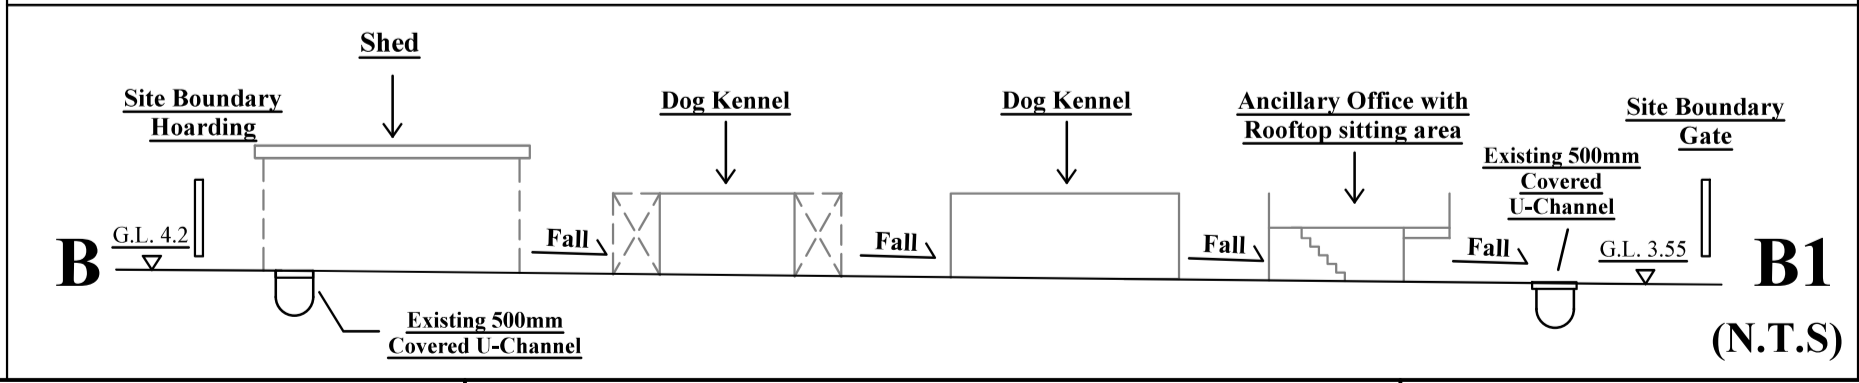 Shed
Site Boundary
Hoarding
Dog Kennel
Dog Kennel
Ancillary Office with
Rooftop sitting area
Site Boundary
Gate
Existing 500mm
Covered
U-Channel
B
G.L. 4.2
Fall
Fall
Fall
Fall
G.L. 3.55
B1
Existing 500mm
Covered U-Channel
(N.T.S)